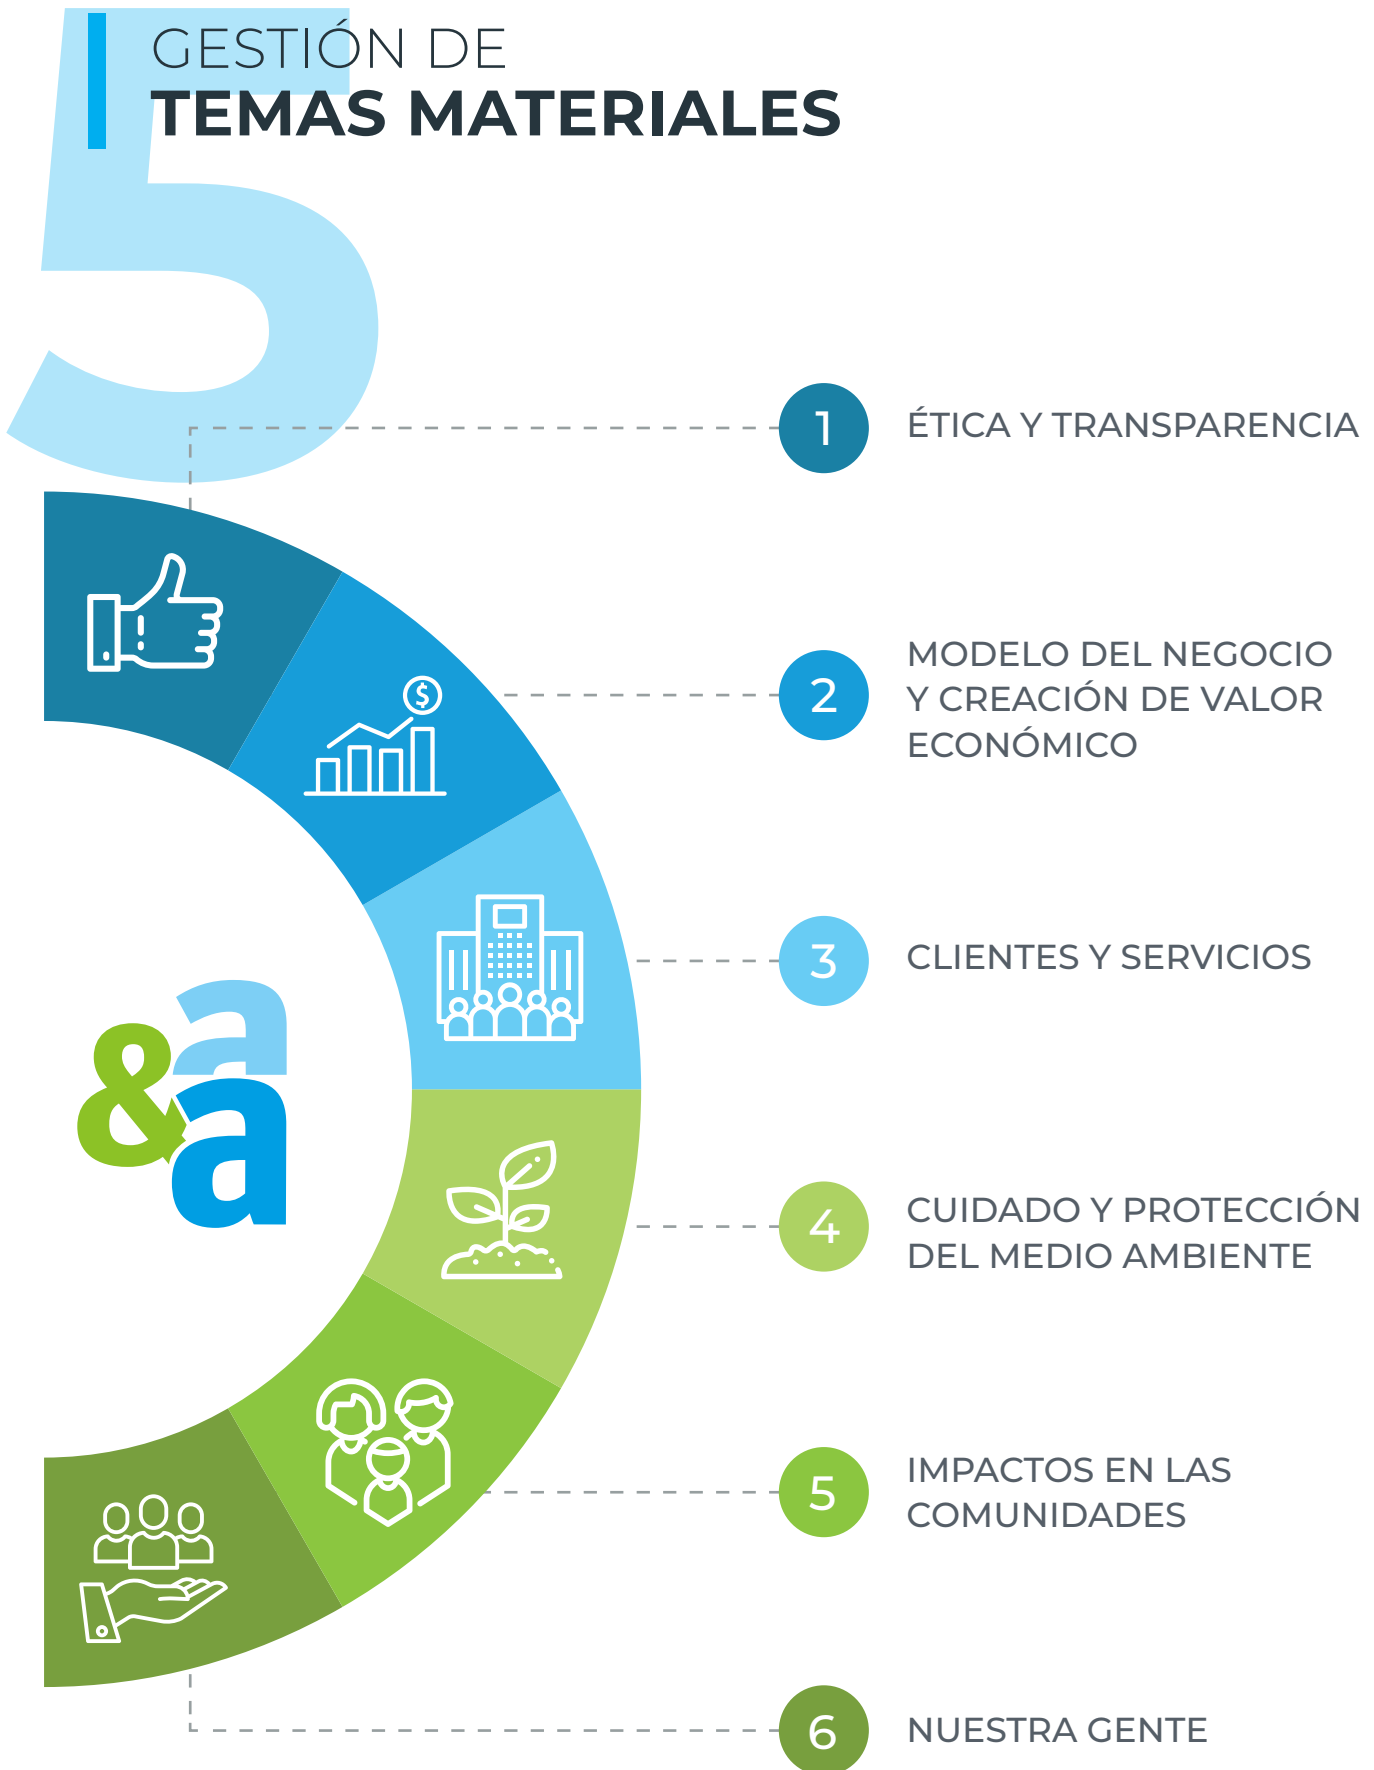 5
GESTIÓN DE
TEMAS MATERIALES
1
ÉTICA Y TRANSPARENCIA
$
2
MODELO DEL NEGOCIO
Y CREACIÓN DE VALOR
ECONÓMICO
3
CLIENTES Y SERVICIOS
a
&a
4
CUIDADO Y PROTECCIÓN
DEL MEDIO AMBIENTE
5
IMPACTOS EN LAS
COMUNIDADES
6
NUESTRA GENTE